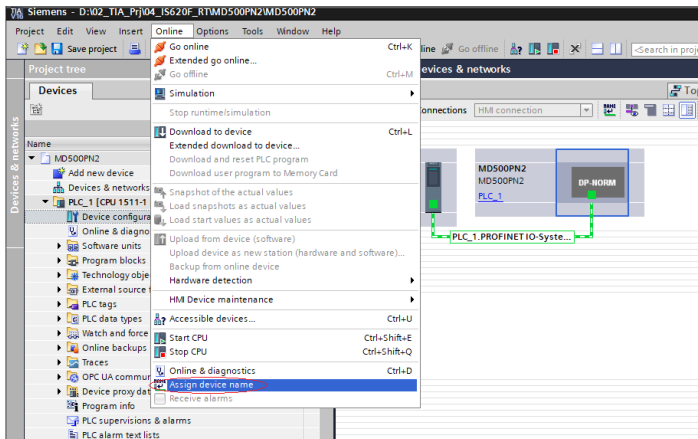 Siemens - D:\02_TIA_Prj\04_IS620F_RT\MD500PN2\MD500PN2
Project Edit View Insert Online Options Tools Window Help
Save project
Go offline
<Search in proj
Project tree
Devices
Name
MD500PN2
Add new device
Devices & networks
PLC_1 [CPU 1511-1
Device configura
Online & diagno
Software units
Program blocks
Technology obje
External source f
PLC tags
PLC data types
Watch and force
Online backups
Traces
OPC UA commun
Device proxy dat
Program info
PLC supervisions & alarms
PLC alarm text lists
Devices & networks
Go online Ctrl+K
Extended go online...
Go offline Ctrl+M
Simulation
Stop runtime/simulation
Download to device Ctrl+L
Extended download to device...
Download and reset PLC program
Download user program to Memory Card
Snapshot of the actual values
Load snapshots as actual values
Load start values as actual values
Upload from device (software)
Upload device as new station (hardware and software)...
Backup from online device
Hardware detection
HMI Device maintenance
Accessible devices... Ctrl+U
Start CPU Ctrl+Shift+E
Stop CPU Ctrl+Shift+Q
Online & diagnostics Ctrl+D
Assign device name
Receive alarms
evices & networks
To
onnections HMI connection
MD500PN2
MD500PN2
PLC_1
DP-NORM
PLC_1.PROFINET IO-Syste...